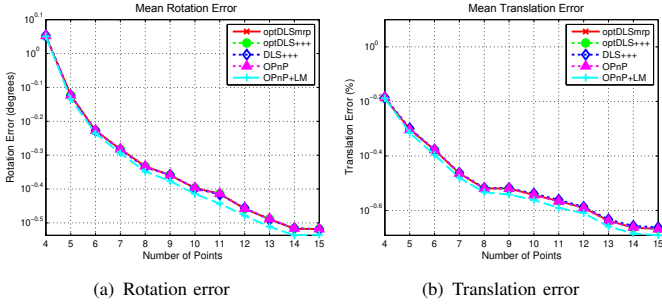 Mean Rotation Error
10^0.1
10^0
10^-0.1
10^-0.2
10^-0.3
10^-0.4
10^-0.5
Rotation Error (degrees)
optDLSmrp
optDLS+++
DLS+++
OPnP
OPnP+LM
4 5 6 7 8 9 10 11 12 13 14 15
Number of Points
(a) Rotation error
Mean Translation Error
10^0
10^-0.2
10^-0.4
10^-0.6
Translation Error (%)
optDLSmrp
optDLS+++
DLS+++
OPnP
OPnP+LM
4 5 6 7 8 9 10 11 12 13 14 15
Number of Points
(b) Translation error